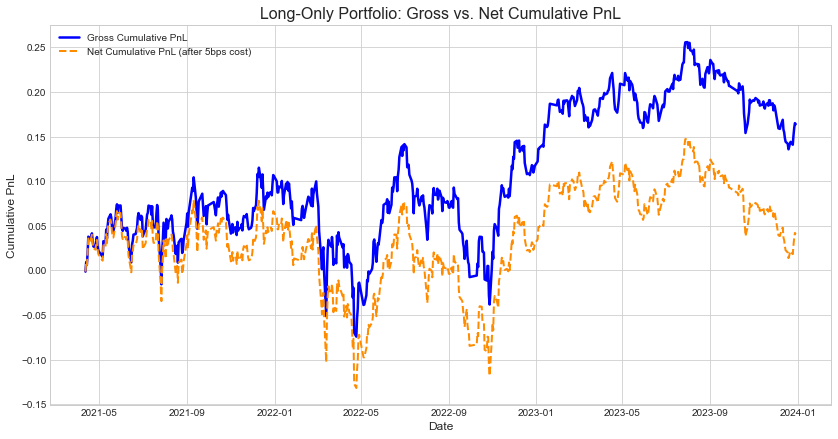 Long-Only Portfolio: Gross vs. Net Cumulative PnL
Gross Cumulative PnL
Net Cumulative PnL (after 5bps cost)
0.25
0.20
0.15
0.10
0.05
0.00
−0.05
−0.10
−0.15
Cumulative PnL
2021-05 2021-09 2022-01 2022-05 2022-09 2023-01 2023-05 2023-09 2024-01
Date